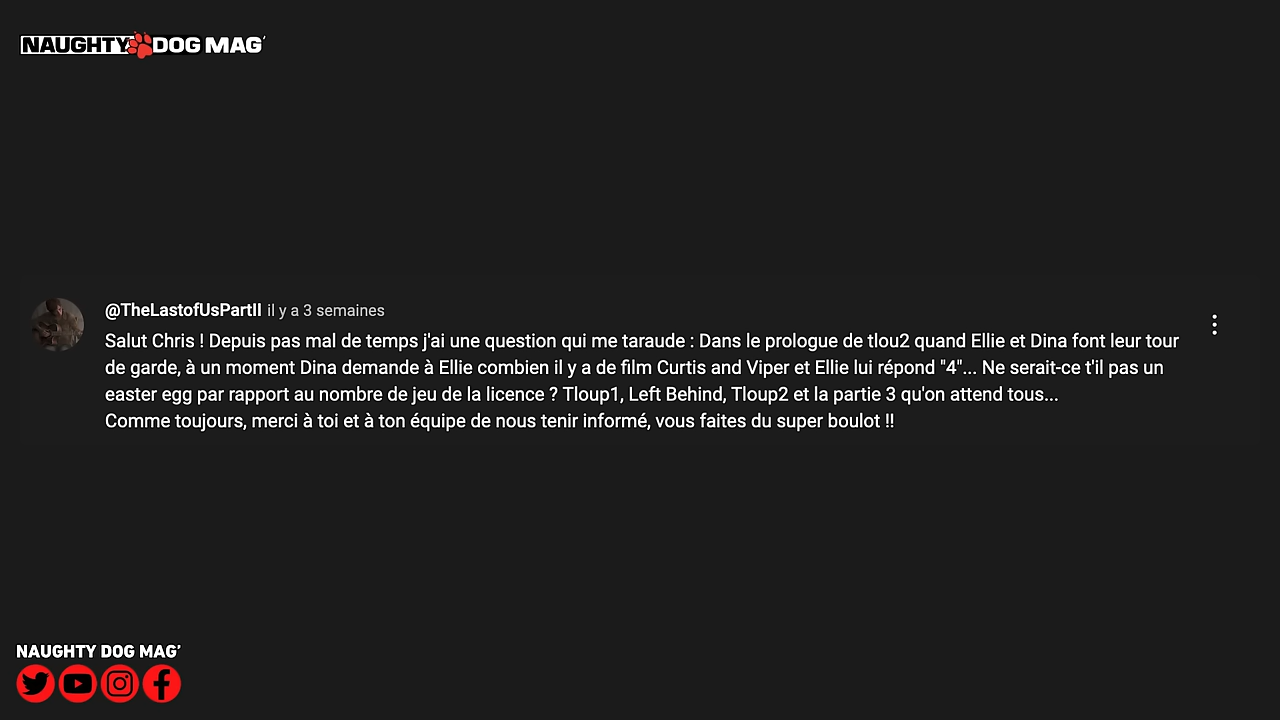 NAUGHTY DOG MAG'
@TheLastofUsPartII il y a 3 semaines
Salut Chris ! Depuis pas mal de temps j'ai une question qui me taraude : Dans le prologue de tlou2 quand Ellie et Dina font leur tour
de garde, à un moment Dina demande à Ellie combien il y a de film Curtis and Viper et Ellie lui répond "4"... Ne serait-ce t'il pas un
easter egg par rapport au nombre de jeu de la licence ? Tloup1, Left Behind, Tloup2 et la partie 3 qu'on attend tous...
Comme toujours, merci à toi et à ton équipe de nous tenir informé, vous faites du super boulot !!
NAUGHTY DOG MAG'